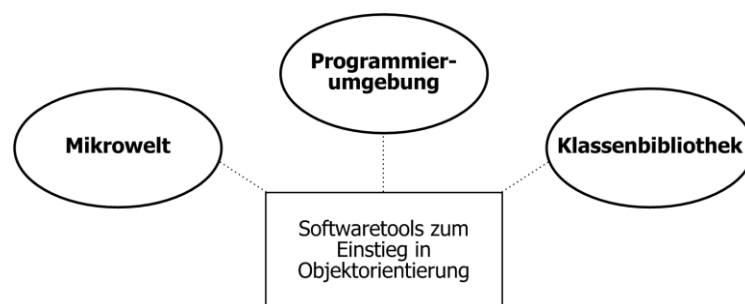 Programmier-
umgebung
Mikrowelt
Klassenbibliothek
Softwaretools zum
Einstieg in
Objektorientierung